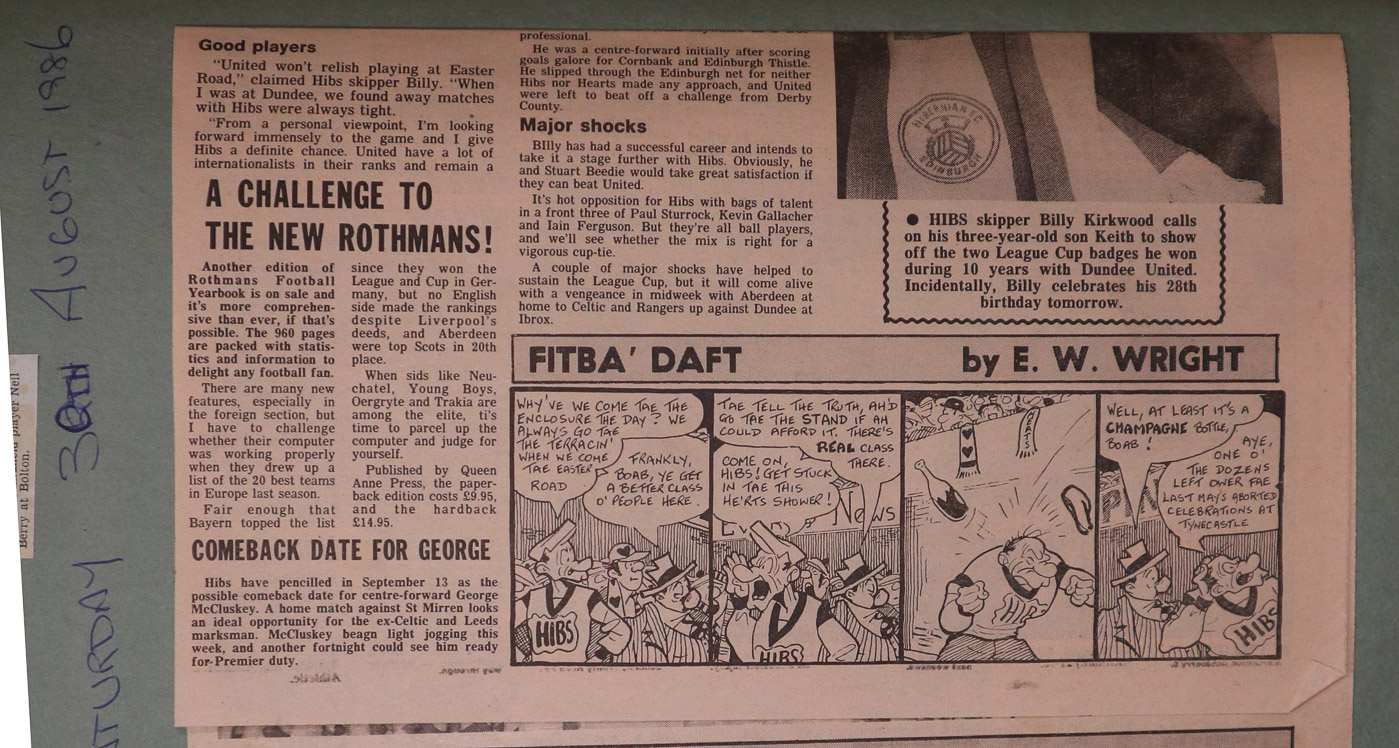 30TH AUGUST 1986
Good players
"United won't relish playing at Easter
Road," claimed Hibs skipper Billy. "When
I was at Dundee, we found away matches
with Hibs were always tight.
"From a personal viewpoint, I'm looking
forward immensely to the game and I give
Hibs a definite chance. United have a lot of
internationalists in their ranks and remain a
A CHALLENGE TO
THE NEW ROTHMANS!
Another edition of
Rothmans Football
Yearbook is on sale and
it's more comprehen-
sive than ever, if that's
possible. The 960 pages
are packed with statis-
tics and information to
delight any football fan.
There are many new
features, especially in
the foreign section, but
I have to challenge
whether their computer
was working properly
when they drew up a
list of the 20 best teams
in Europe last season.
Fair enough that
Bayern topped the list
since they won the
League and Cup in Ger-
many, but no English
side made the rankings
despite Liverpool's
deeds, and Aberdeen
were top Scots in 20th
place.
When sids like Neu-
chatel, Young Boys,
Oergryte and Trakia are
among the elite, ti's
time to parcel up the
computer and judge for
yourself.
Published by Queen
Anne Press, the paper-
back edition costs £9.95,
and the hardback
£14.95.
COMEBACK DATE FOR GEORGE
Hibs have pencilled in September 13 as the
possible comeback date for centre-forward George
McCluskey. A home match against St Mirren looks
an ideal opportunity for the ex-Celtic and Leeds
marksman. McCluskey beagn light jogging this
week, and another fortnight could see him ready
for Premier duty.
professional.
He was a centre-forward initially after scoring
goals galore for Cornbank and Edinburgh Thistle.
He slipped through the Edinburgh net for neither
Hibs nor Hearts made any approach, and United
were left to beat off a challenge from Derby
County.
Major shocks
BIlly has had a successful career and intends to
take it a stage further with Hibs. Obviously, he
and Stuart Beedie would take great satisfaction if
they can beat United.
It's hot opposition for Hibs with bags of talent
in a front three of Paul Sturrock, Kevin Gallacher
and Iain Ferguson. But they're all ball players,
and we'll see whether the mix is right for a
vigorous cup-tie.
A couple of major shocks have helped to
sustain the League Cup, but it will come alive
with a vengeance in midweek with Aberdeen at
home to Celtic and Rangers up against Dundee at
Ibrox.
HIBERNIAN F.C.
EDINBURGH
● HIBS skipper Billy Kirkwood calls
on his three-year-old son Keith to show
off the two League Cup badges he won
during 10 years with Dundee United.
Incidentally, Billy celebrates his 28th
birthday tomorrow.
FITBA' DAFT by E. W. WRIGHT
WHY'VE WE COME TAE THE
ENCLOSURE THE DAY? WE
ALWAYS GO TAE
THE TERRACIN'
WHEN WE COME
TAE EASTER
ROAD
FRANKLY,
BOAB, YE GET
A BETTER CLASS
O' PEOPLE HERE.
HIBS
TAE TELL THE TRUTH, AH'D
GO TAE THE STAND IF AH
COULD AFFORD IT. THERE'S
REAL CLASS
THERE.
COME ON,
HIBS! GET STUCK
IN TAE THIS
HE'RTS SHOWER!
News
HIBS
WELL, AT LEAST IT'S A
CHAMPAGNE BOTTLE,
BOAB!
AYE,
ONE O'
THE DOZENS
LEFT OWER FAE
LAST MAY'S ABORTED
CELEBRATIONS AT
TYNECASTLE
HIBS
player Neil
Berry at Bolton.